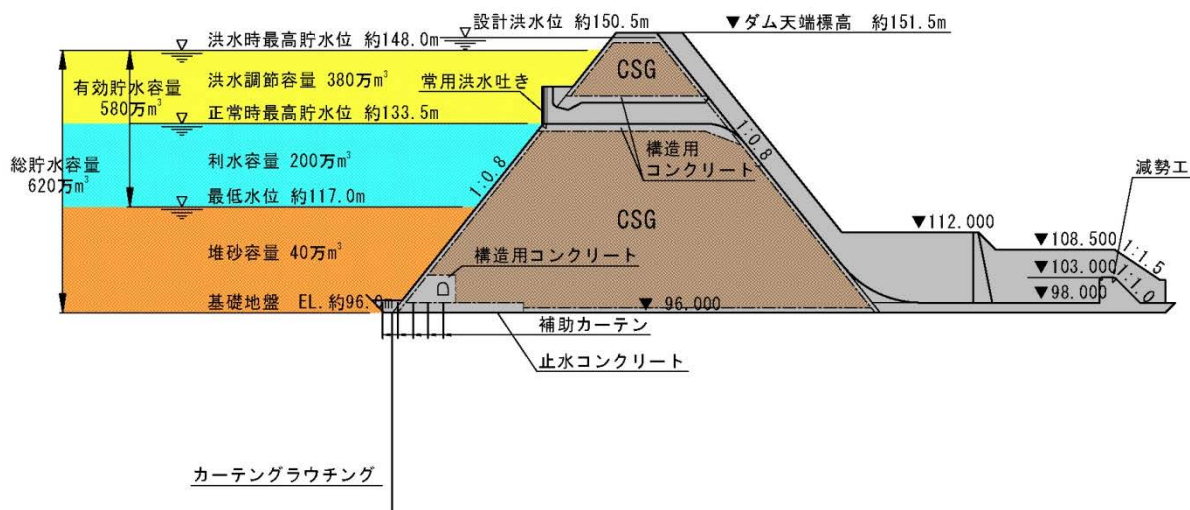 設計洪水位 約150.5m
▼ダム天端標高 約151.5m
洪水時最高貯水位 約148.0m
CSG
有効貯水容量
580万m³
洪水調節容量 380万m³
常用洪水吐き
正常時最高貯水位 約133.5m
1:0.8
構造用
コンクリート
総貯水容量
620万m³
利水容量 200万m³
1:0.8
減勢工
最低水位 約117.0m
CSG
▼112.000
▼108.500
1:1.5
堆砂容量 40万m³
構造用コンクリート
▼103.000
1:1.0
▼98.000
基礎地盤 EL.約96.0m
▼ 96.000
補助カーテン
止水コンクリート
カーテングラウチング